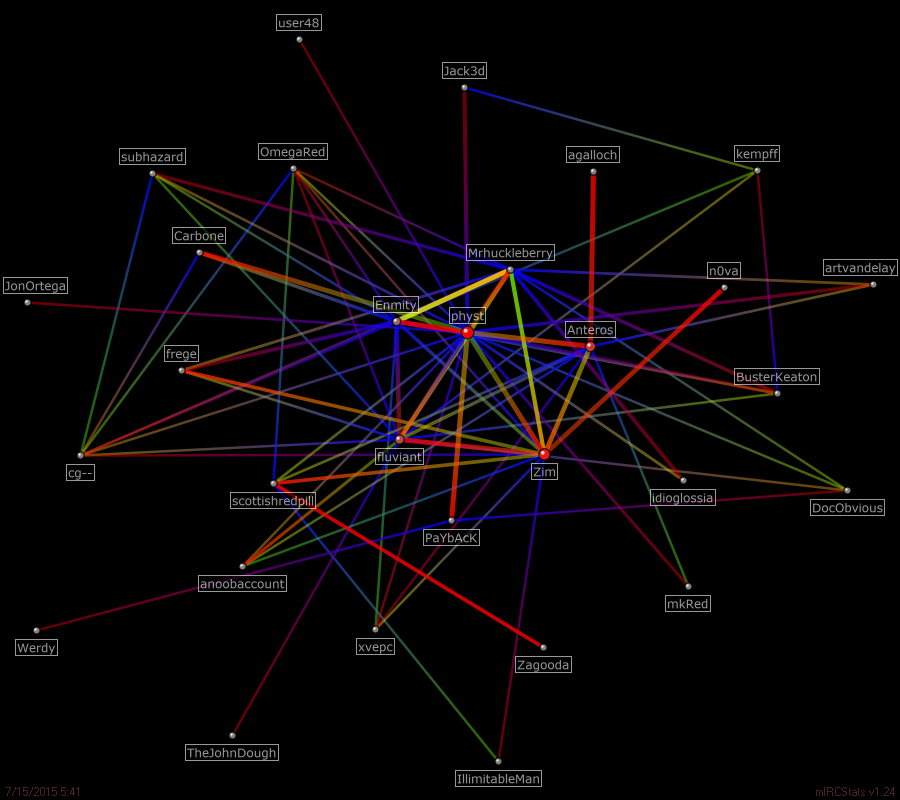 user48
Jack3d
subhazard
OmegaRed
agalloch
kempff
Carbone
Mrhuckleberry
JonOrtega
n0va
artvandelay
Enmity
physt
Anteros
frege
BusterKeaton
cg--
fluviant
Zim
scottishredpill
idioglossia
DocObvious
PaYbAcK
anoobaccount
mkRed
Werdy
xvepc
Zagooda
TheJohnDough
IllimitableMan
7/15/2015 5:41
mIRCStats v1.24